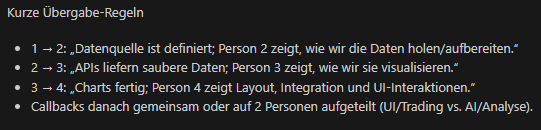 Kurze Übergabe-Regeln
• 1 → 2: „Datenquelle ist definiert; Person 2 zeigt, wie wir die Daten holen/aufbereiten.“
• 2 → 3: „APIs liefern saubere Daten; Person 3 zeigt, wie wir sie visualisieren.“
• 3 → 4: „Charts fertig; Person 4 zeigt Layout, Integration und UI-Interaktionen.“
• Callbacks danach gemeinsam oder auf 2 Personen aufgeteilt (UI/Trading vs. AI/Analyse).